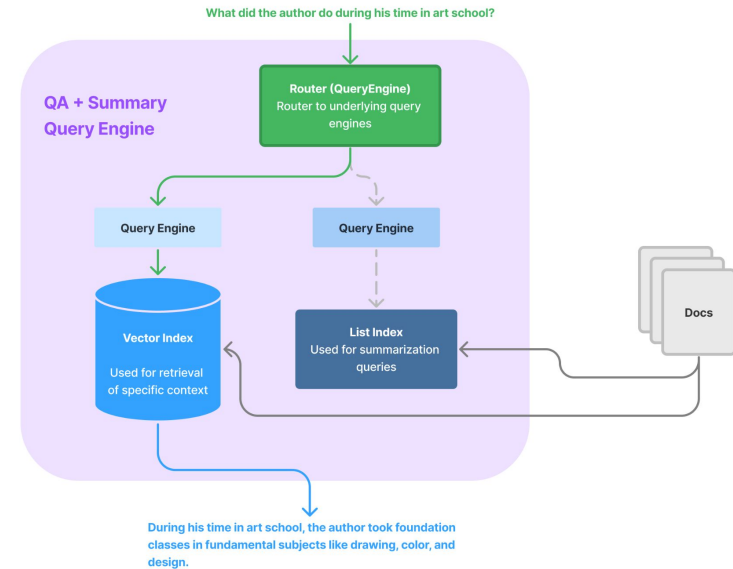 What did the author do during his time in art school?
QA + Summary
Query Engine
Router (QueryEngine)
Router to underlying query
engines
Query Engine
Query Engine
Vector Index
Used for retrieval
of specific context
List Index
Used for summarization
queries
Docs
During his time in art school, the author took foundation
classes in fundamental subjects like drawing, color, and
design.